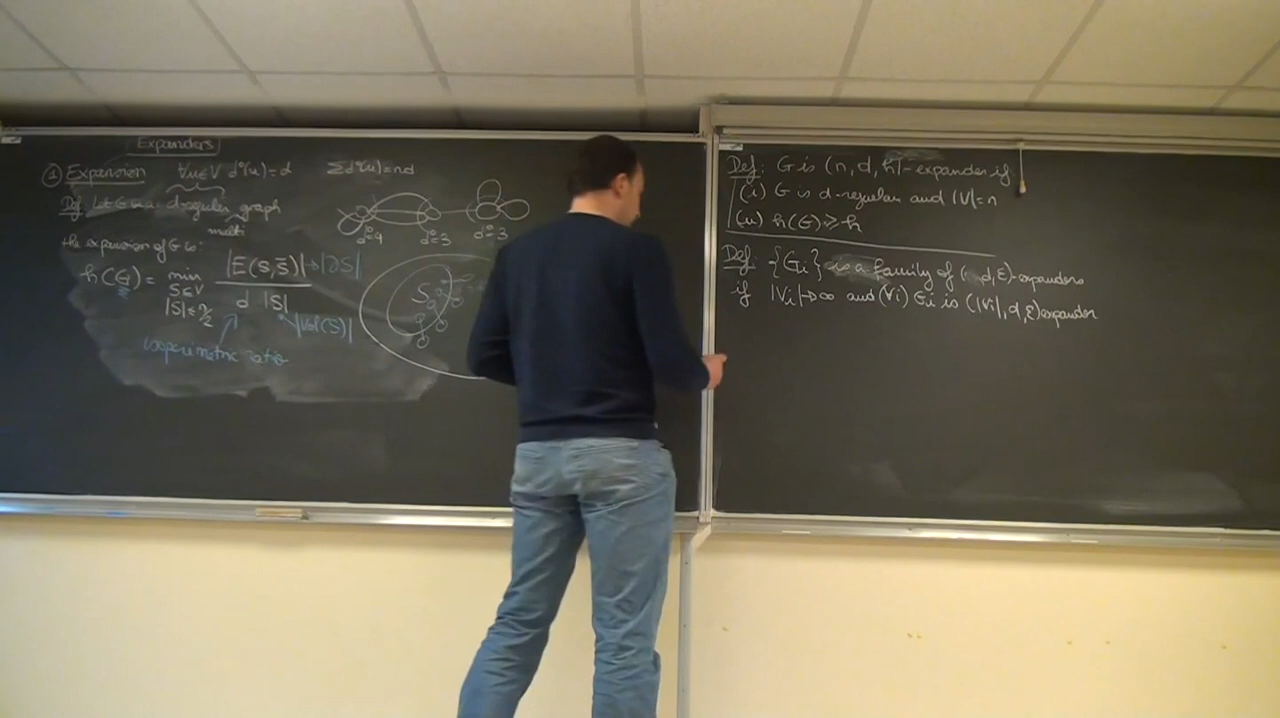 Expanders
① Expansion ∀u∈V d°(u)=d Σd°(u)=nd
Def: Let G be a d-regular graph
multi
the expansion of G is:
h(G) = min |E(S,S̄)| → |∂S|
S⊆V
|S|≤n/2
d |S|
|Vol(S)|
isoperimetric ratio
d°=4 d°=3 d°=3
S
Def: G is (n, d, h)-expander if
(i) G is d-regular and |V|=n
(ii) h(G) ≥ h
Def: {Gi} is a family of ( ,d,ε)-expanders
if |Vi|→∞ and (∀i) Gi is (|Vi|, d, ε) expander